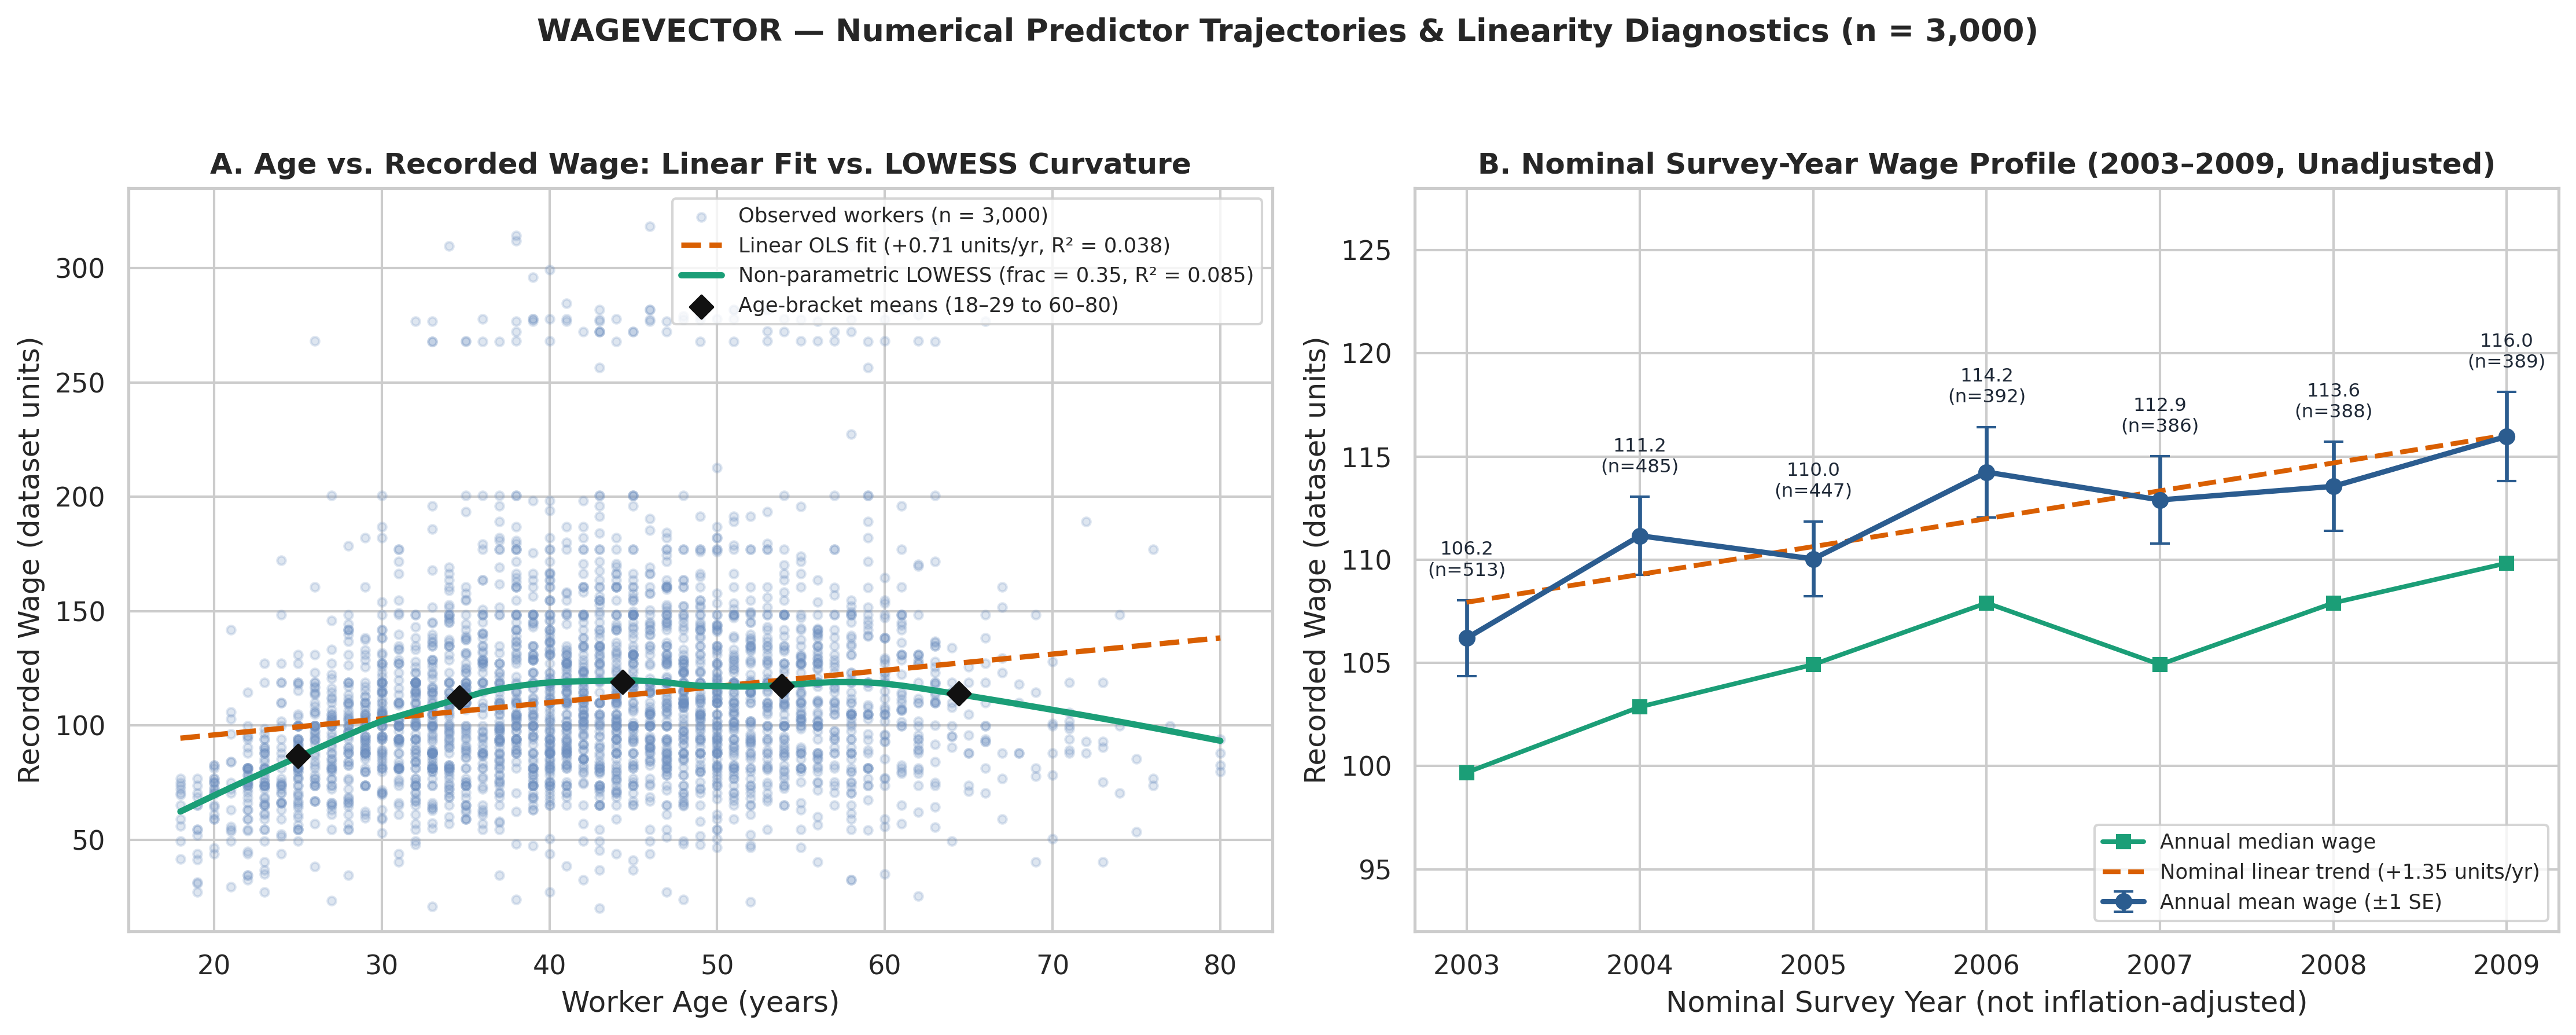 WAGEVECTOR — Numerical Predictor Trajectories & Linearity Diagnostics (n = 3,000)
A. Age vs. Recorded Wage: Linear Fit vs. LOWESS Curvature
Recorded Wage (dataset units)
300
250
200
150
100
50
Observed workers (n = 3,000)
Linear OLS fit (+0.71 units/yr, R² = 0.038)
Non-parametric LOWESS (frac = 0.35, R² = 0.085)
Age-bracket means (18–29 to 60–80)
20
30
40
50
60
70
80
Worker Age (years)
B. Nominal Survey-Year Wage Profile (2003–2009, Unadjusted)
Recorded Wage (dataset units)
125
120
115
110
105
100
95
106.2
(n=513)
111.2
(n=485)
110.0
(n=447)
114.2
(n=392)
112.9
(n=386)
113.6
(n=388)
116.0
(n=389)
Annual median wage
Nominal linear trend (+1.35 units/yr)
Annual mean wage (±1 SE)
2003
2004
2005
2006
2007
2008
2009
Nominal Survey Year (not inflation-adjusted)